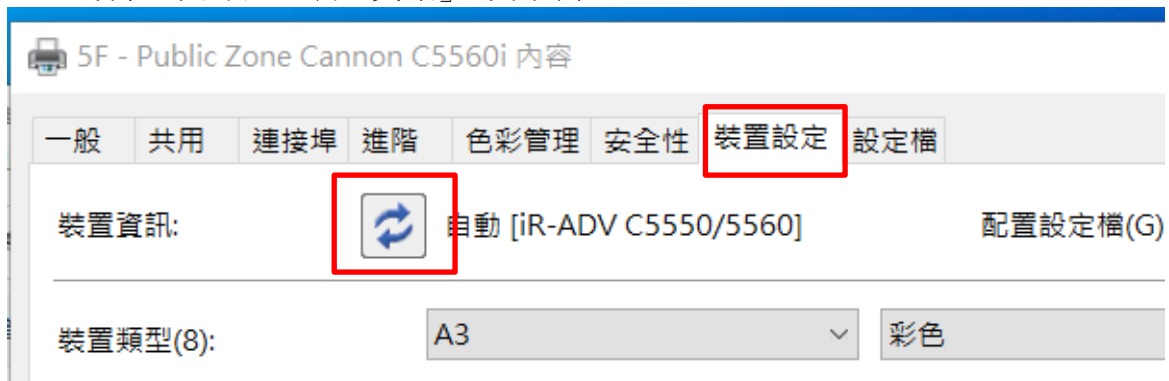 5F - Public Zone Cannon C5560i 內容
一般 共用 連接埠 進階 色彩管理 安全性 裝置設定 設定檔
裝置資訊: 自動 [iR-ADV C5550/5560] 配置設定檔(G)
裝置類型(8): A3 彩色